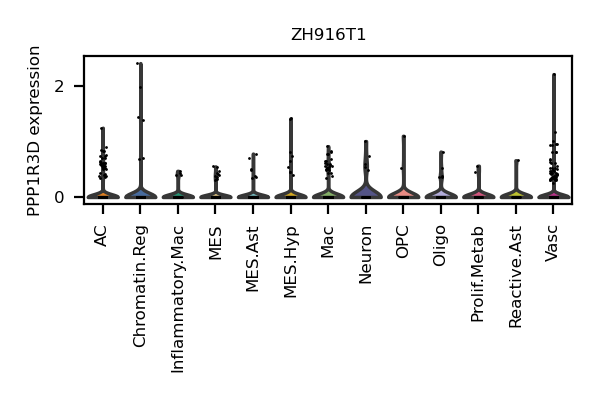 ZH916T1
PPP1R3D expression
2
0
AC
Chromatin.Reg
Inflammatory.Mac
MES
MES.Ast
MES.Hyp
Mac
Neuron
OPC
Oligo
Prolif.Metab
Reactive.Ast
Vasc